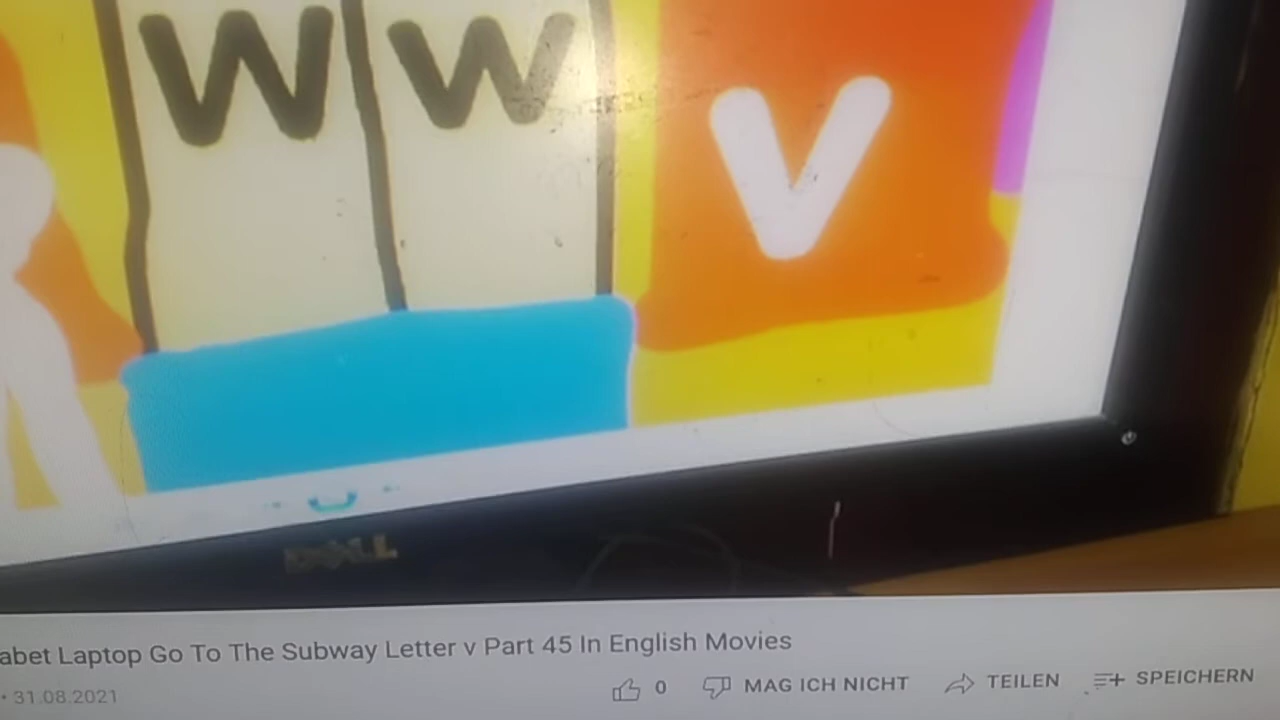 W W V
DELL
abet Laptop Go To The Subway Letter v Part 45 In English Movies
• 31.08.2021 0 MAG ICH NICHT TEILEN SPEICHERN